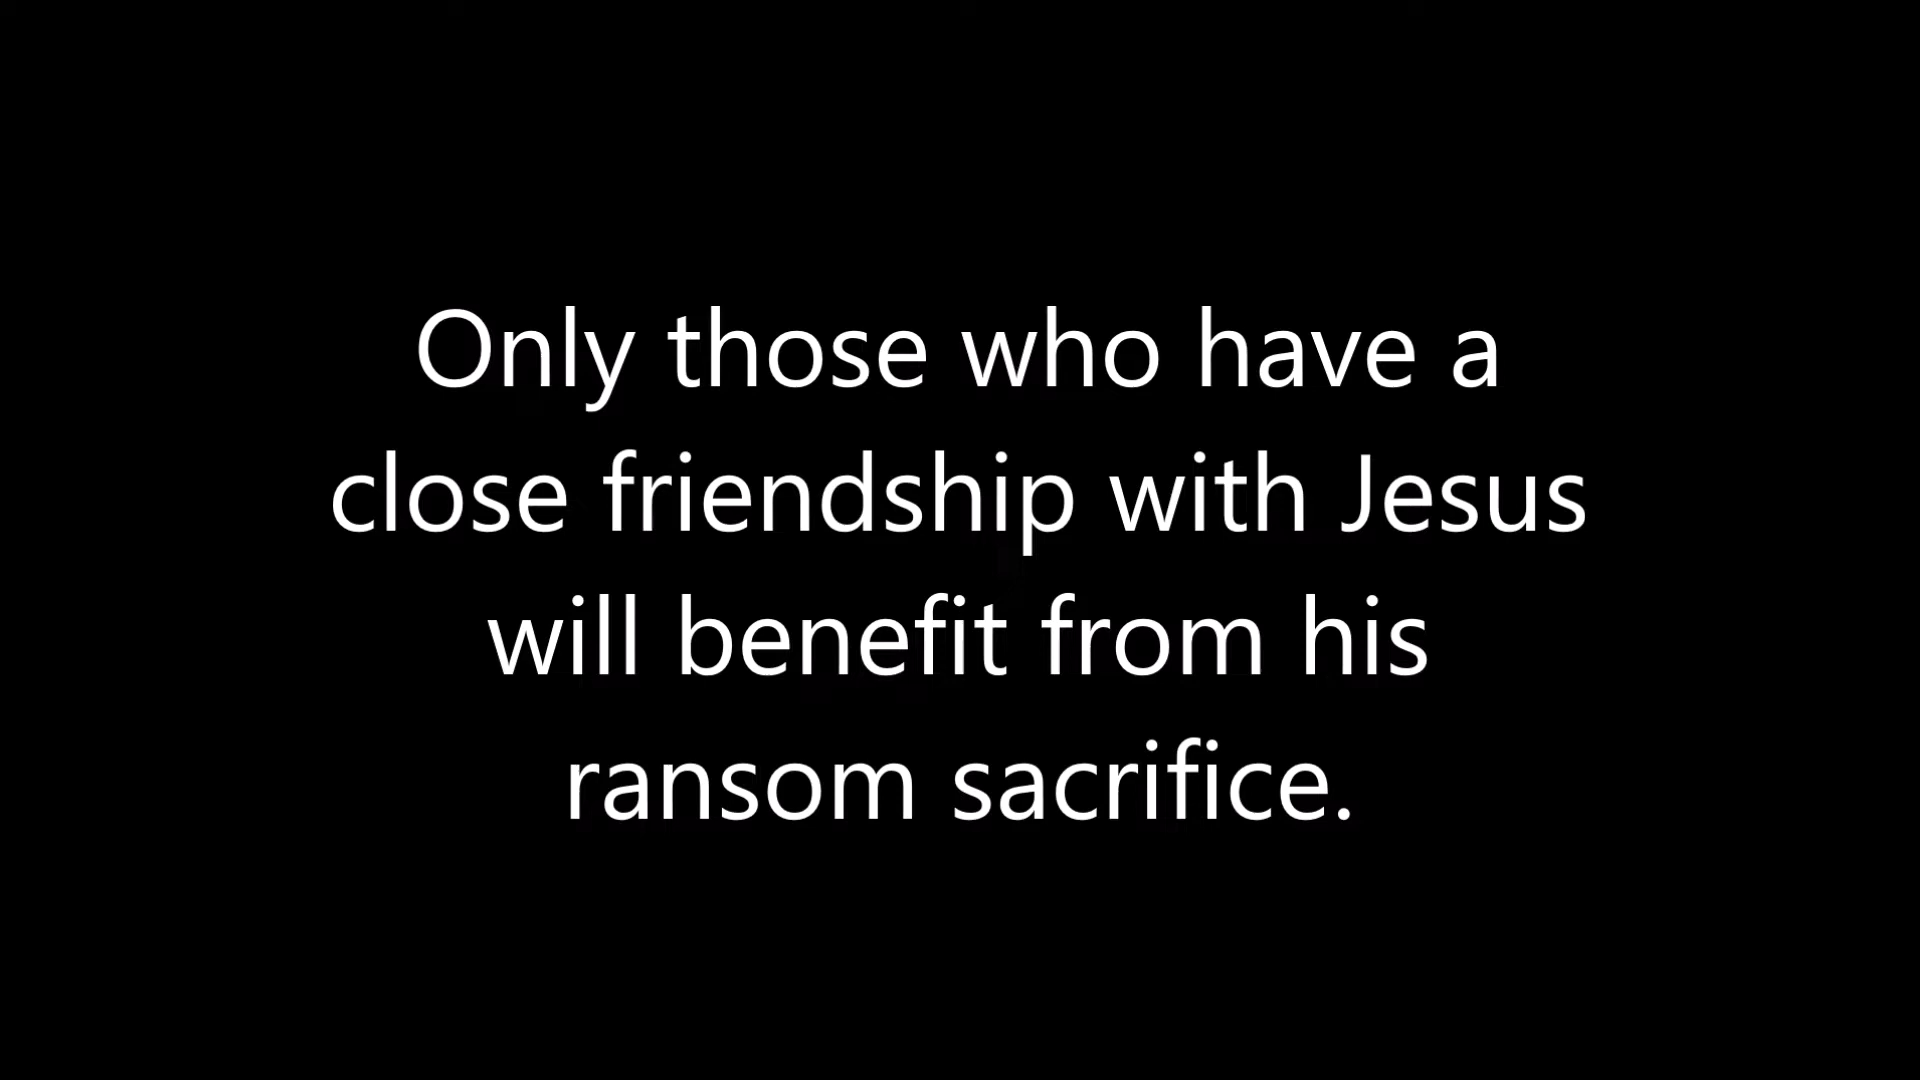 Only those who have a
close friendship with Jesus
will benefit from his
ransom sacrifice.